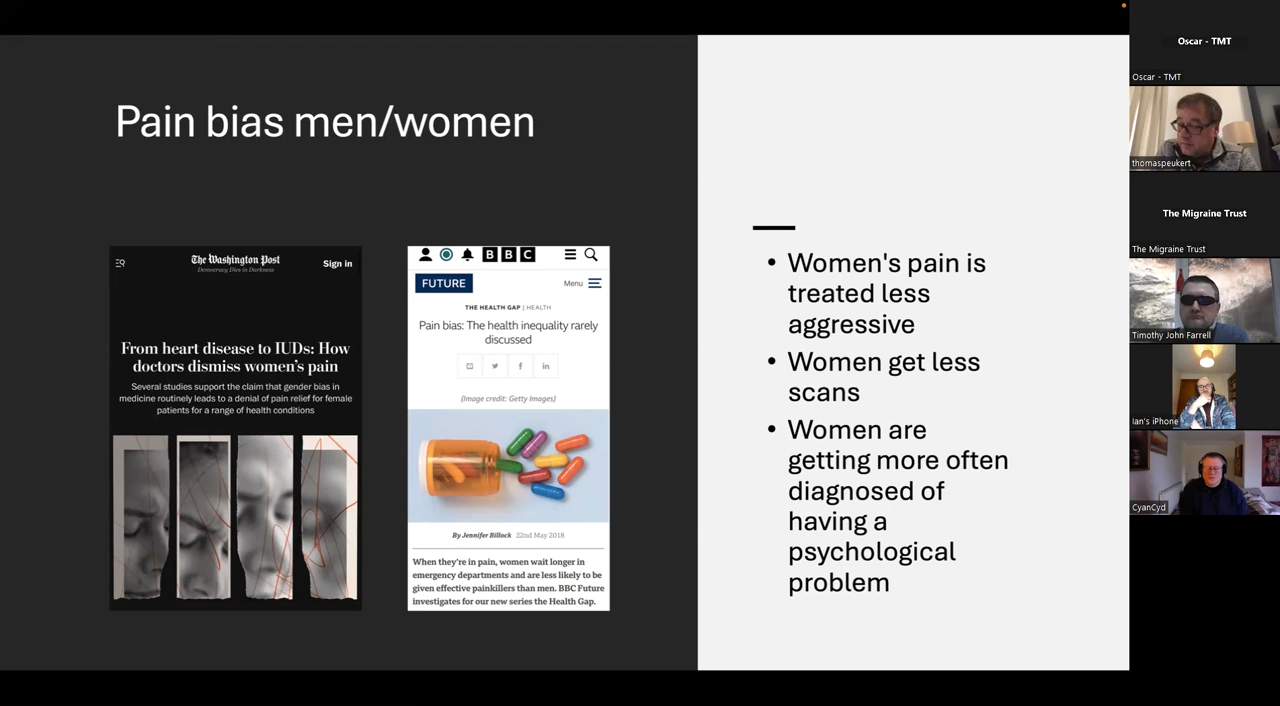 Pain bias men/women
The Washington Post
Democracy Dies in Darkness
Sign in
From heart disease to IUDs: How
doctors dismiss women's pain
Several studies support the claim that gender bias in
medicine routinely leads to a denial of pain relief for female
patients for a range of health conditions
BBC
FUTURE
Menu
THE HEALTH GAP | HEALTH
Pain bias: The health inequality rarely
discussed
f
in
(Image credit: Getty Images)
By Jennifer Billock 22nd May 2018
When they're in pain, women wait longer in
emergency departments and are less likely to be
given effective painkillers than men. BBC Future
investigates for our new series the Health Gap.
• Women's pain is
treated less
aggressive
• Women get less
scans
• Women are
getting more often
diagnosed of
having a
psychological
problem
Oscar - TMT
Oscar - TMT
thomaspeukert
The Migraine Trust
The Migraine Trust
Timothy John Farrell
Ian's iPhone
CyanCyd